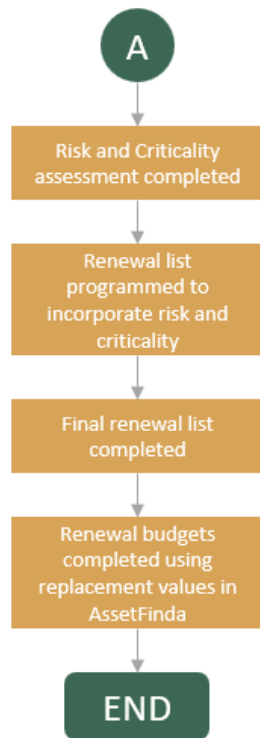 A
Risk and Criticality
assessment completed
Renewal list
programmed to
incorporate risk and
criticality
Final renewal list
completed
Renewal budgets
completed using
replacement values in
AssetFinda
END